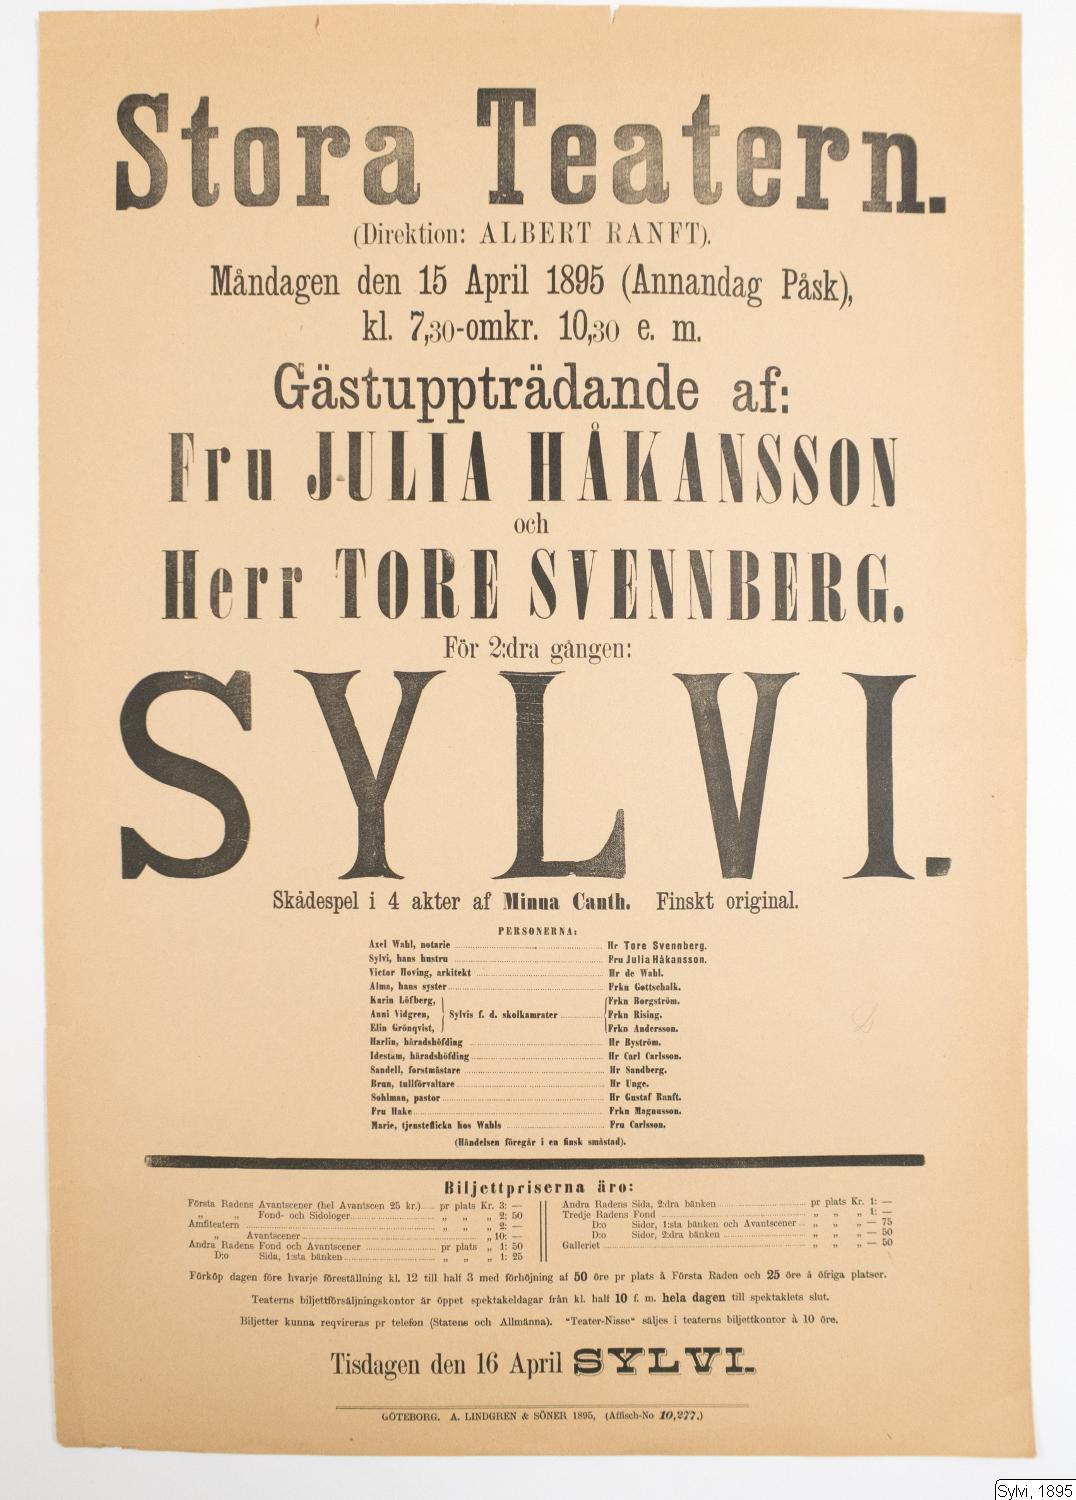 Stora Teatern.
(Direktion: ALBERT RANFT).
Måndagen den 15 April 1895 (Annandag Påsk),
kl. 7,30-omkr. 10,30 e. m.
Gästuppträdande af:
Fru JULIA HÅKANSSON
och
Herr TORE SVENNBERG.
För 2:dra gången:
SYLVI.
Skådespel i 4 akter af Minna Canth. Finskt original.
PERSONERNA:
Axel Wahl, notarie Hr Tore Svennberg.
Sylvi, hans hustru Fru Julia Håkansson.
Victor Hoving, arkitekt Hr de Wahl.
Alma, hans syster Frkn Gottschalk.
Karin Löfberg, Frkn Borgström.
Anni Vidgren, Sylvis f. d. skolkamrater Frkn Rising.
Elin Grönqvist, Frkn Andersson.
Harlin, häradshöfding Hr Byström.
Idestam, häradshöfding Hr Carl Carlsson.
Sandell, forstmästare Hr Sandberg.
Brun, tullförvaltare Hr Unge.
Sohlman, pastor Hr Gustaf Ranft.
Fru Hake Frkn Magnusson.
Marie, tjensteflicka hos Wahls Fru Carlsson.
(Händelsen föregår i en finsk småstad).
Biljettpriserna äro:
Första Radens Avantscener (hel Avantscen 25 kr.) pr plats Kr. 3: —
„ Fond- och Sidologer „ „ „ 2: 50
Amfiteatern „ „ „ 2: —
„ Avantscener „ 10: —
Andra Radens Fond och Avantscener pr plats „ 1: 50
D:o Sida, 1:sta bänken „ „ „ 1: 25
Andra Radens Sida, 2:dra bänken pr plats Kr. 1: —
Tredje Radens Fond „ „ „ 1: —
D:o Sidor, 1:sta bänken och Avantscener „ „ „ — 75
D:o Sidor, 2:dra bänken „ „ „ — 50
Galleriet „ „ „ — 50
Förköp dagen före hvarje föreställning kl. 12 till half 3 med förhöjning af 50 öre pr plats å Första Raden och 25 öre å öfriga platser.
Teaterns biljettförsäljningskontor är öppet spektakeldagar från kl. half 10 f. m. hela dagen till spektaklets slut.
Biljetter kunna reqvireras pr telefon (Statens och Allmänna). "Teater-Nisse" säljes i teaterns biljettkontor à 10 öre.
Tisdagen den 16 April SYLVI.
GÖTEBORG. A. LINDGREN & SÖNER 1895, (Affisch-No 10,277.)
Sylvi, 1895